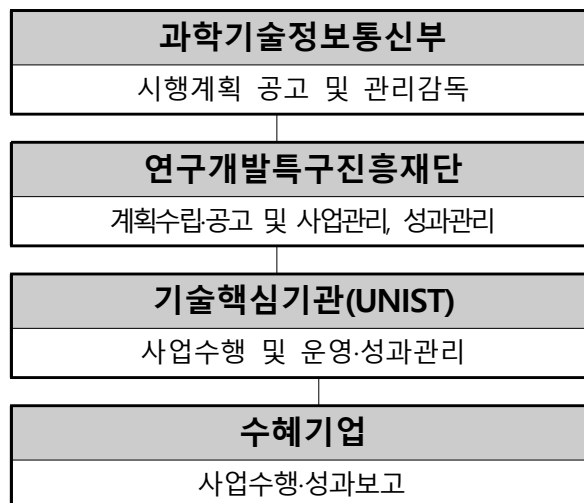 과학기술정보통신부
시행계획 공고 및 관리감독
연구개발특구진흥재단
계획수립·공고 및 사업관리, 성과관리
기술핵심기관(UNIST)
사업수행 및 운영·성과관리
수혜기업
사업수행·성과보고